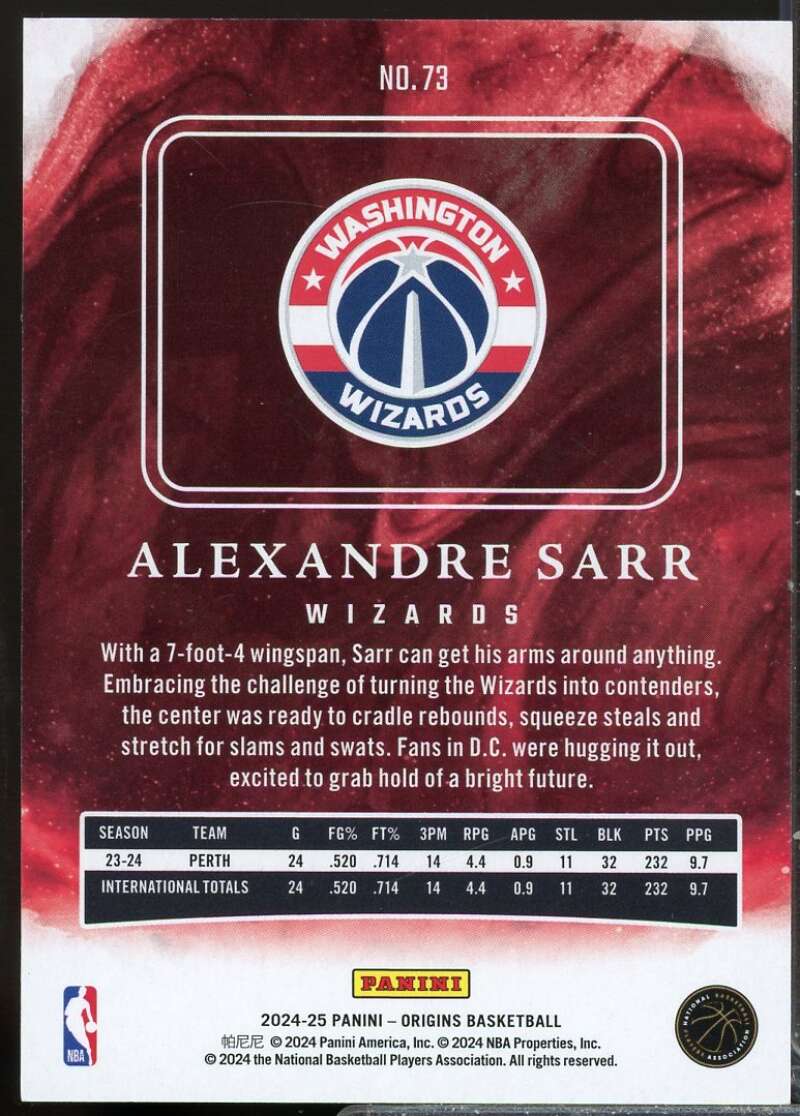 NO. 73
WASHINGTON
WIZARDS
ALEXANDRE SARR
WIZARDS
With a 7-foot-4 wingspan, Sarr can get his arms around anything.
Embracing the challenge of turning the Wizards into contenders,
the center was ready to cradle rebounds, squeeze steals and
stretch for slams and swats. Fans in D.C. were hugging it out,
excited to grab hold of a bright future.
SEASON TEAM G FG% FT% 3PM RPG APG STL BLK PTS PPG
23-24 PERTH 24 .520 .714 14 4.4 0.9 11 32 232 9.7
INTERNATIONAL TOTALS 24 .520 .714 14 4.4 0.9 11 32 232 9.7
PANINI
NBA
NATIONAL BASKETBALL
PLAYERS ASSOCIATION
2024-25 PANINI – ORIGINS BASKETBALL
帕尼尼 © 2024 Panini America, Inc. © 2024 NBA Properties, Inc.
© 2024 the National Basketball Players Association. All rights reserved.